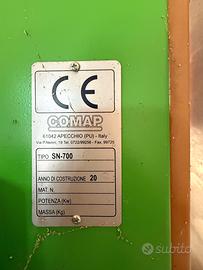 CE
COMAP
61042 APECCHIO (PU) - Italy
TIPO SN-700
ANNO DI COSTRUZIONE 20
MAT. N.
POTENZA (Kw)
MASSA (Kg)
subito